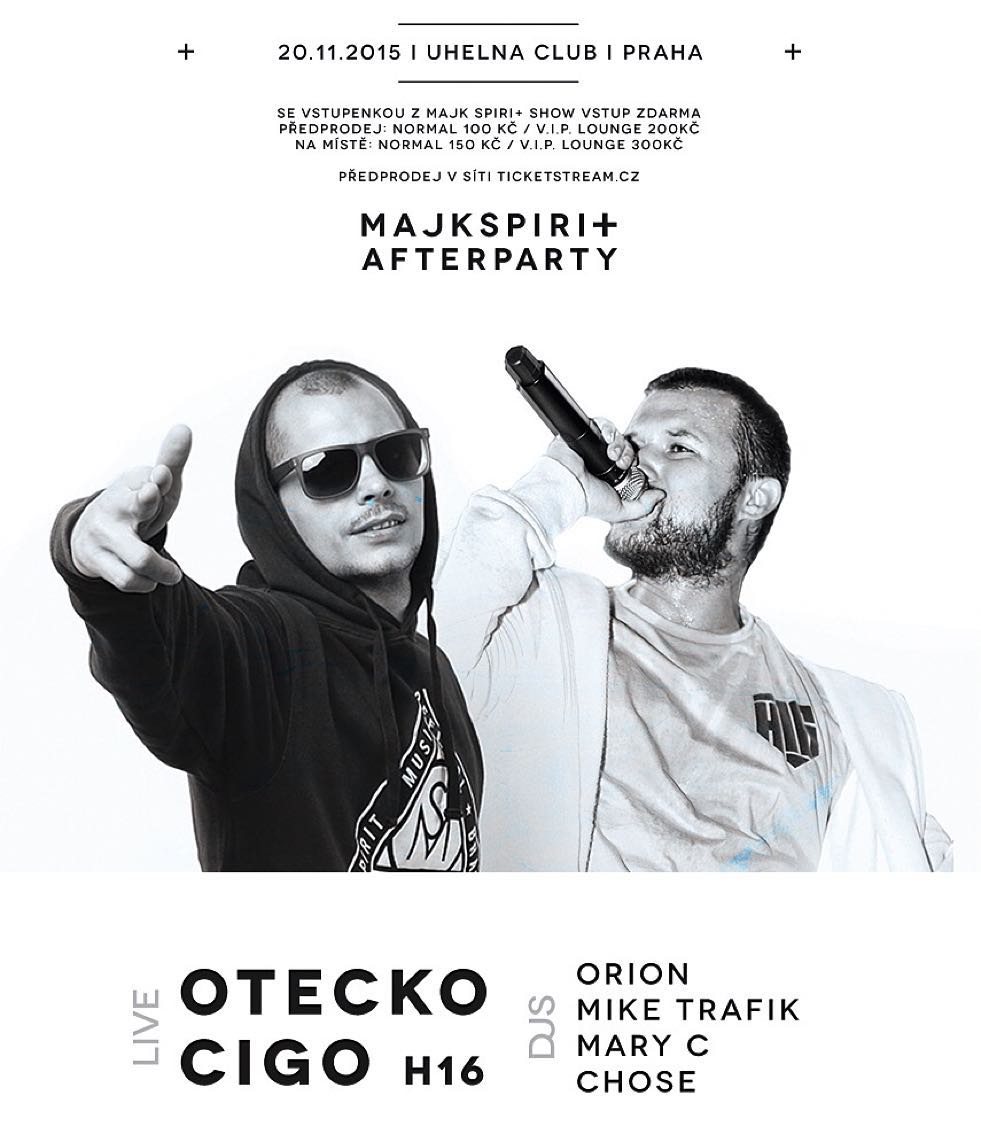 + 20.11.2015 | UHELNA CLUB | PRAHA +
SE VSTUPENKOU Z MAJK SPIRI+ SHOW VSTUP ZDARMA
PŘEDPRODEJ: NORMAL 100 KČ / V.I.P. LOUNGE 200KČ
NA MÍSTĚ: NORMAL 150 KČ / V.I.P. LOUNGE 300KČ
PŘEDPRODEJ V SÍTI TICKETSTREAM.CZ
MAJKSPIRI+
AFTERPARTY
MUSIC
LIVE
OTECKO
CIGO H16
DJS
ORION
MIKE TRAFIK
MARY C
CHOSE